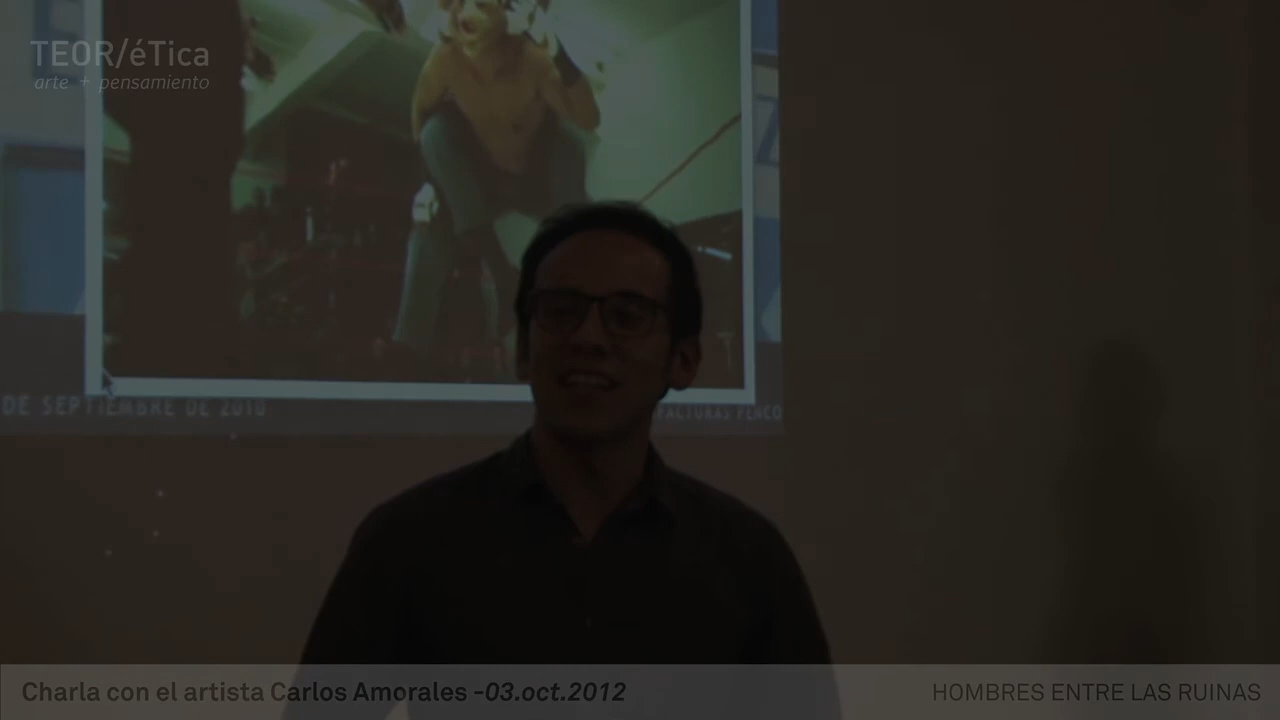 TEOR/éTica
arte + pensamiento
DE SEPTIEMBRE DE 2010
Charla con el artista Carlos Amorales -03.oct.2012
HOMBRES ENTRE LAS RUINAS